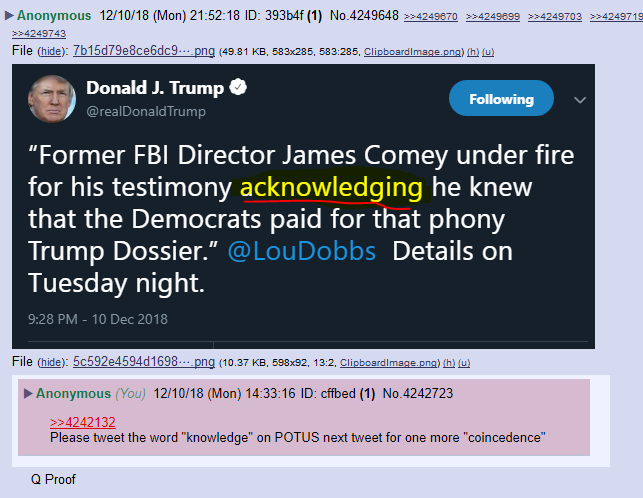 Anonymous 12/10/18 (Mon) 21:52:18 ID: 393b4f (1) No.4249648 >>4249670 >>4249699 >>4249703 >>4249719
>>4249743
File (hide): 7b15d79e8ce6dc9⋯.png (49.81 KB, 583x285, 583:285, ClipboardImage.png) (h) (u)
Donald J. Trump
@realDonaldTrump
Following
“Former FBI Director James Comey under fire
for his testimony acknowledging he knew
that the Democrats paid for that phony
Trump Dossier.” @LouDobbs Details on
Tuesday night.
9:28 PM - 10 Dec 2018
File (hide): 5c592e4594d1698⋯.png (10.37 KB, 598x92, 13:2, ClipboardImage.png) (h) (u)
Anonymous (You) 12/10/18 (Mon) 14:33:16 ID: cffbed (1) No.4242723
>>4242132
Please tweet the word "knowledge" on POTUS next tweet for one more "coincedence"
Q Proof